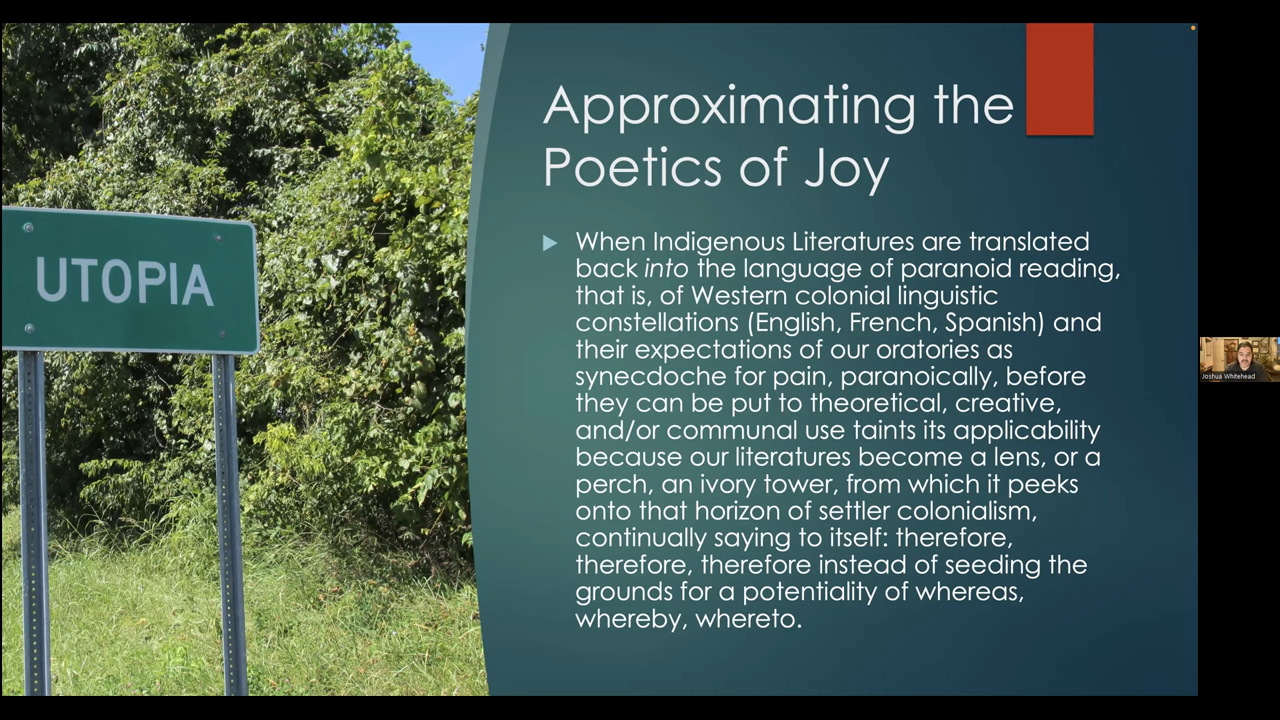 UTOPIA
Approximating the
Poetics of Joy
When Indigenous Literatures are translated
back into the language of paranoid reading,
that is, of Western colonial linguistic
constellations (English, French, Spanish) and
their expectations of our oratories as
synecdoche for pain, paranoically, before
they can be put to theoretical, creative,
and/or communal use taints its applicability
because our literatures become a lens, or a
perch, an ivory tower, from which it peeks
onto that horizon of settler colonialism,
continually saying to itself: therefore,
therefore, therefore instead of seeding the
grounds for a potentiality of whereas,
whereby, whereto.
Joshua Whitehead